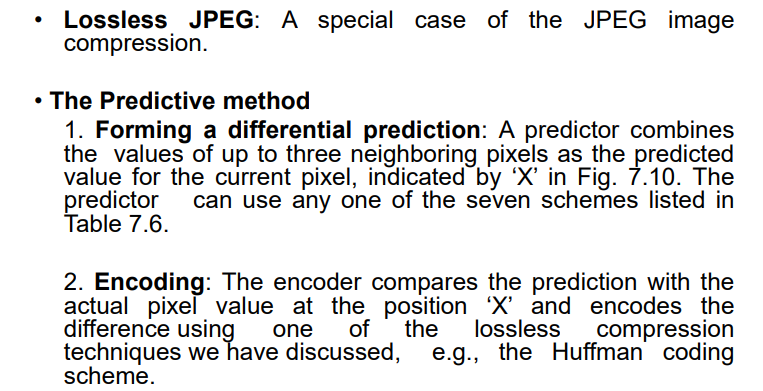 • Lossless JPEG: A special case of the JPEG image
compression.
• The Predictive method
1. Forming a differential prediction: A predictor combines
the values of up to three neighboring pixels as the predicted
value for the current pixel, indicated by ‘X’ in Fig. 7.10. The
predictor can use any one of the seven schemes listed in
Table 7.6.
2. Encoding: The encoder compares the prediction with the
actual pixel value at the position ‘X’ and encodes the
difference using one of the lossless compression
techniques we have discussed, e.g., the Huffman coding
scheme.